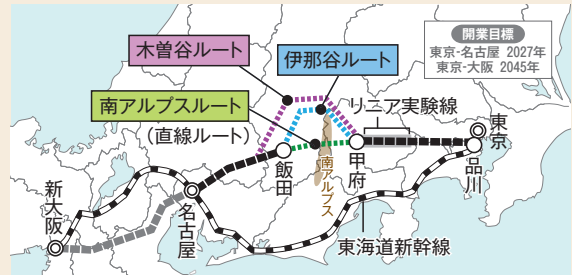 木曽谷ルート
伊那谷ルート
開業目標
東京-名古屋 2027年
東京-大阪 2045年
南アルプスルート
(直線ルート)
リニア実験線
東京
品川
甲府
飯田
南アルプス
名古屋
新大阪
東海道新幹線